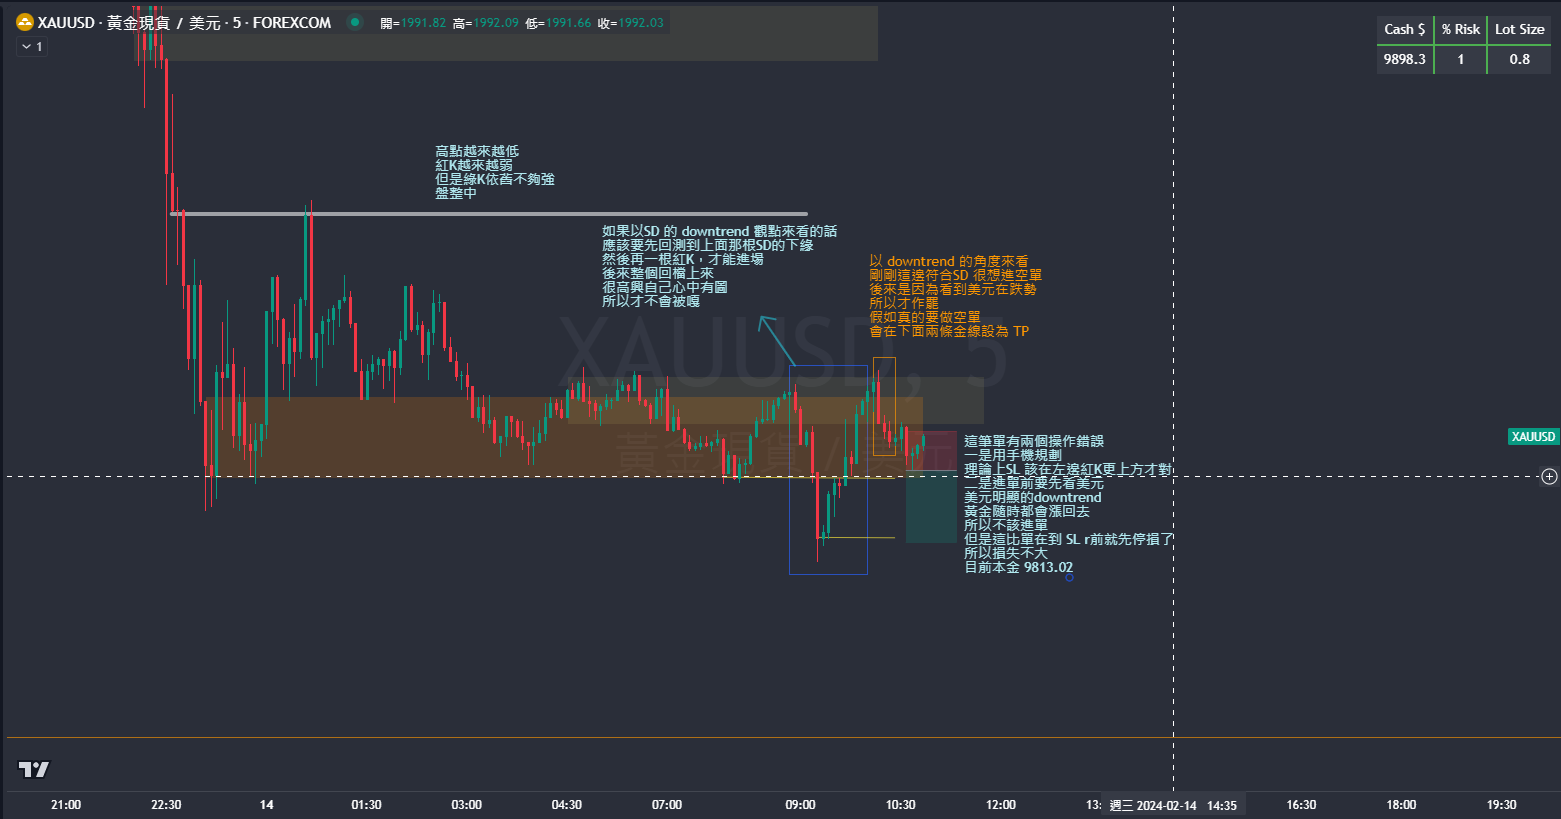 XAUUSD · 黃金現貨 / 美元 · 5 · FOREXCOM
開=1991.82 高=1992.09 低=1991.66 收=1992.03
1
Cash $ % Risk Lot Size
9898.3 1 0.8
高點越來越低
紅K越來越弱
但是綠K依舊不夠強
盤整中
如果以SD 的 downtrend 觀點來看的話
應該要先回測到上面那根SD的下緣
然後再一根紅K，才能進場
後來整個回檔上來
很高興自己心中有圖
所以才不會被嘎
以 downtrend 的角度來看
剛剛這邊符合SD 很想進空單
後來是因為看到美元在跌勢
所以才作罷
假如真的要做空單
會在下面兩條金線設為 TP
XAUUSD, 5
黃金現貨 / 美元
XAUUSD
這筆單有兩個操作錯誤
一是用手機規劃
理論上SL 該在左邊紅K更上方才對
二是進單前要先看美元
美元明顯的downtrend
黃金隨時都會漲回去
所以不該進單
但是這比單在到 SL r前就先停損了
所以損失不大
目前本金 9813.02
21:00 22:30 14 01:30 03:00 04:30 07:00 09:00 10:30 12:00 13: 週三 2024-02-14 14:35 16:30 18:00 19:30